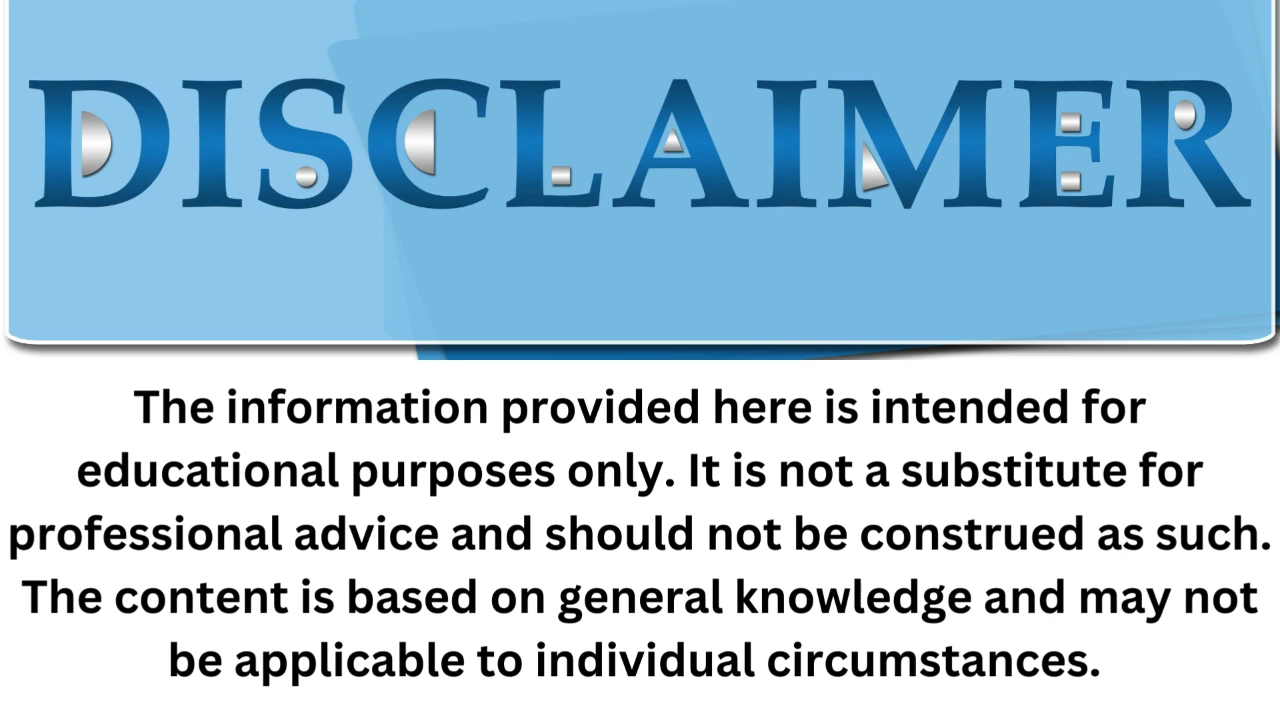 DISCLAIMER
The information provided here is intended for
educational purposes only. It is not a substitute for
professional advice and should not be construed as such.
The content is based on general knowledge and may not
be applicable to individual circumstances.